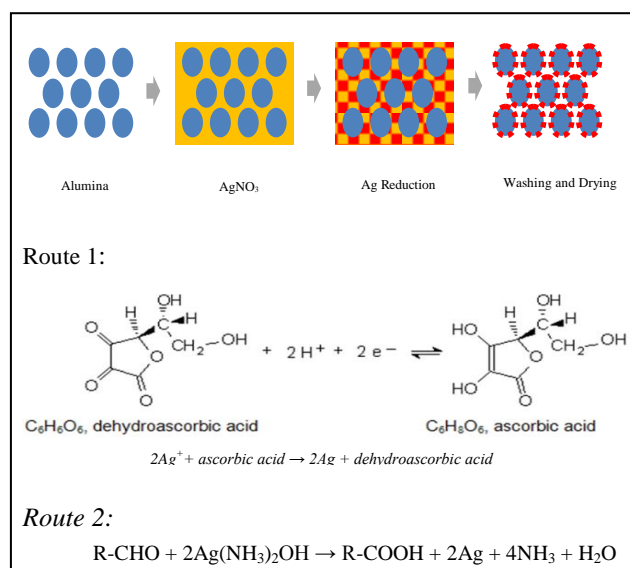 Alumina
AgNO₃
Ag Reduction
Washing and Drying
Route 1:
O
O
O
O
H
OH
C
H
CH₂-OH
+ 2H⁺ + 2e⁻ ⇌
HO
HO
O
O
H
OH
C
H
CH₂-OH
C₆H₆O₆, dehydroascorbic acid
C₆H₈O₆, ascorbic acid
2Ag⁺ + ascorbic acid → 2Ag + dehydroascorbic acid
Route 2:
R-CHO + 2Ag(NH₃)₂OH → R-COOH + 2Ag + 4NH₃ + H₂O